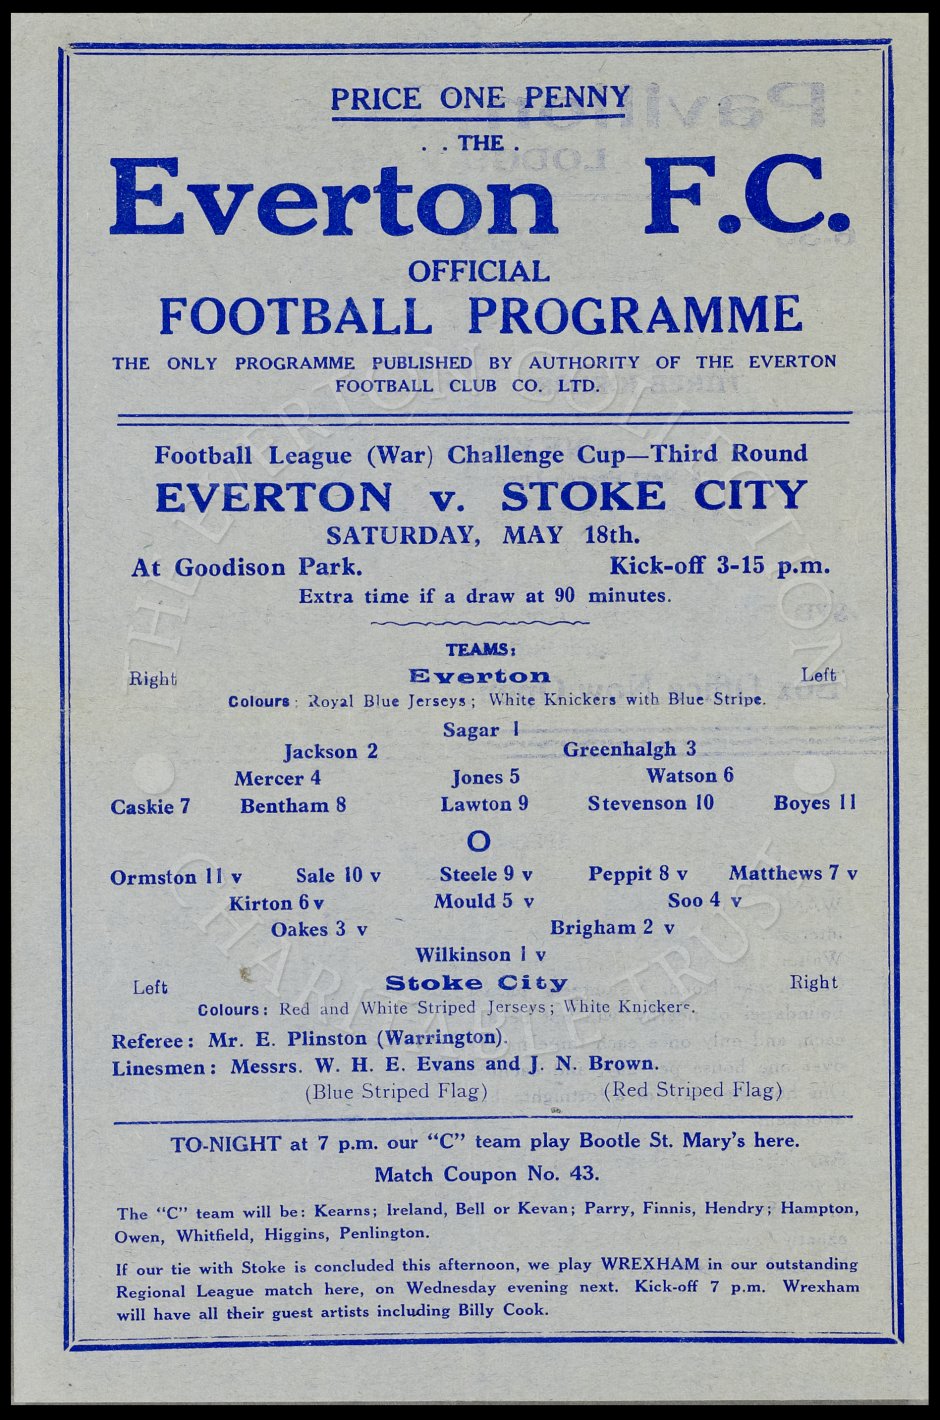 PRICE ONE PENNY
. . THE .
Everton F.C.
OFFICIAL
FOOTBALL PROGRAMME
THE ONLY PROGRAMME PUBLISHED BY AUTHORITY OF THE EVERTON
FOOTBALL CLUB CO. LTD.
Football League (War) Challenge Cup—Third Round
EVERTON v. STOKE CITY
SATURDAY, MAY 18th.
At Goodison Park. Kick-off 3-15 p.m.
Extra time if a draw at 90 minutes.
TEAMS:
Right Everton Left
Colours: Royal Blue Jerseys; White Knickers with Blue Stripe.
Sagar 1
Jackson 2 Greenhalgh 3
Mercer 4 Jones 5 Watson 6
Caskie 7 Bentham 8 Lawton 9 Stevenson 10 Boyes 11
O
Ormston 11 v Sale 10 v Steele 9 v Peppit 8 v Matthews 7 v
Kirton 6 v Mould 5 v Soo 4 v
Oakes 3 v Brigham 2 v
Wilkinson 1 v
Left Stoke City Right
Colours: Red and White Striped Jerseys; White Knickers.
Referee: Mr. E. Plinston (Warrington).
Linesmen: Messrs. W. H. E. Evans and J. N. Brown.
(Blue Striped Flag) (Red Striped Flag)
TO-NIGHT at 7 p.m. our "C" team play Bootle St. Mary's here.
Match Coupon No. 43.
The "C" team will be: Kearns; Ireland, Bell or Kevan; Parry, Finnis, Hendry; Hampton,
Owen, Whitfield, Higgins, Penlington.
If our tie with Stoke is concluded this afternoon, we play WREXHAM in our outstanding
Regional League match here, on Wednesday evening next. Kick-off 7 p.m. Wrexham
will have all their guest artists including Billy Cook.
THE EVERTON COLLECTION
CHARITABLE TRUST